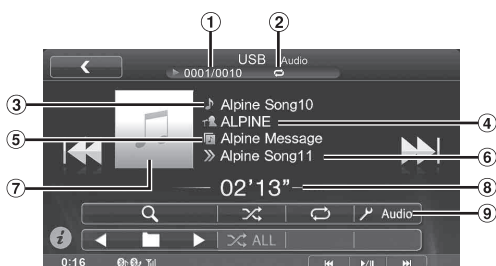 ① ②
USB Audio
0001/0010
③ Alpine Song10
ALPINE ④
⑤ Alpine Message
Alpine Song11 ⑥
⑦
02'13" ⑧
Audio ⑨
ALL
0:16